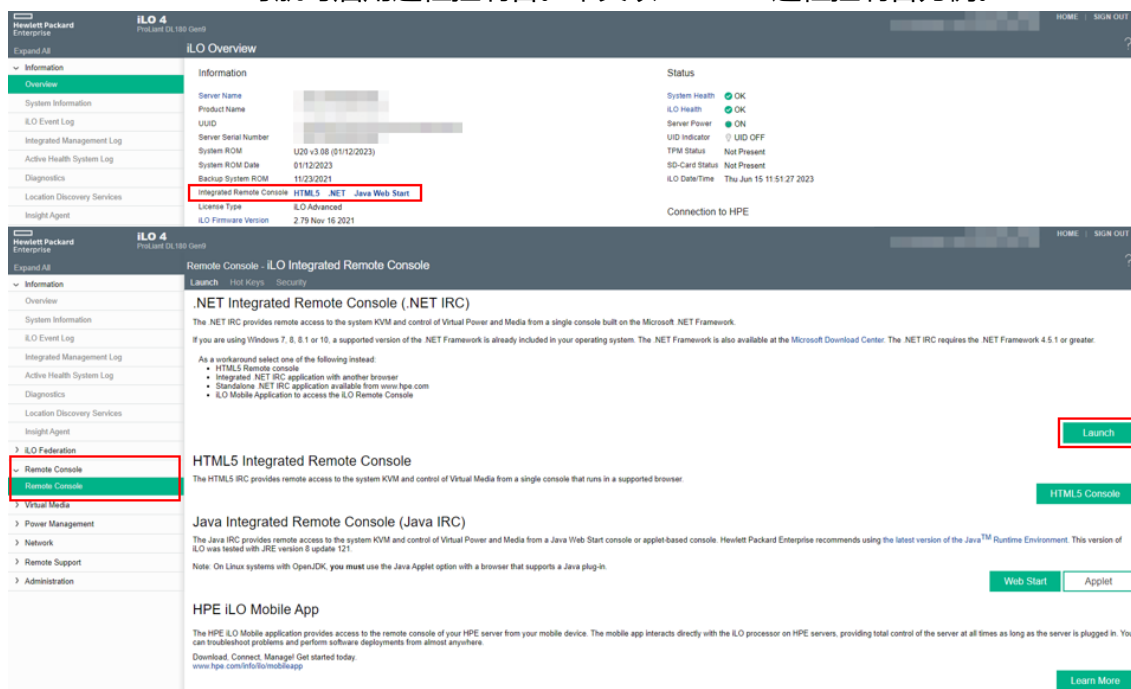 Hewlett Packard Enterprise
iLO 4
ProLiant DL180 Gen9
HOME | SIGN OUT
Expand All
iLO Overview
?
Information
Overview
System Information
iLO Event Log
Integrated Management Log
Active Health System Log
Diagnostics
Location Discovery Services
Insight Agent
Information
Server Name
Product Name
UUID
Server Serial Number
System ROM U20 v3.08 (01/12/2023)
System ROM Date 01/12/2023
Backup System ROM 11/23/2021
Integrated Remote Console HTML5 .NET Java Web Start
License Type iLO Advanced
iLO Firmware Version 2.79 Nov 16 2021
Status
System Health OK
iLO Health OK
Server Power ON
UID Indicator UID OFF
TPM Status Not Present
SD-Card Status Not Present
iLO Date/Time Thu Jun 15 11:51:27 2023
Connection to HPE
Hewlett Packard Enterprise
iLO 4
ProLiant DL180 Gen9
HOME | SIGN OUT
Expand All
Remote Console - iLO Integrated Remote Console
?
Launch Hot Keys Security
Information
Overview
System Information
iLO Event Log
Integrated Management Log
Active Health System Log
Diagnostics
Location Discovery Services
Insight Agent
iLO Federation
Remote Console
Remote Console
Virtual Media
Power Management
Network
Remote Support
Administration
.NET Integrated Remote Console (.NET IRC)
The .NET IRC provides remote access to the system KVM and control of Virtual Power and Media from a single console built on the Microsoft .NET Framework.
If you are using Windows 7, 8, 8.1 or 10, a supported version of the .NET Framework is already included in your operating system. The .NET Framework is also available at the Microsoft Download Center. The .NET IRC requires the .NET Framework 4.5.1 or greater.
As a workaround select one of the following instead:
• HTML5 Remote console
• Integrated .NET IRC application with another browser
• Standalone .NET IRC application available from www.hpe.com
• iLO Mobile Application to access the iLO Remote Console
Launch
HTML5 Integrated Remote Console
The HTML5 IRC provides remote access to the system KVM and control of Virtual Media from a single console that runs in a supported browser.
HTML5 Console
Java Integrated Remote Console (Java IRC)
The Java IRC provides remote access to the system KVM and control of Virtual Power and Media from a Java Web Start console or applet-based console. Hewlett Packard Enterprise recommends using the latest version of the Java™ Runtime Environment. This version of
iLO was tested with JRE version 8 update 121.
Note: On Linux systems with OpenJDK, you must use the Java Applet option with a browser that supports a Java plug-in.
Web Start Applet
HPE iLO Mobile App
The HPE iLO Mobile application provides access to the remote console of your HPE server from your mobile device. The mobile app interacts directly with the iLO processor on HPE servers, providing total control of the server at all times as long as the server is plugged in. You
can troubleshoot problems and perform software deployments from almost anywhere.
Download, Connect, Manage! Get started today.
www.hpe.com/info/ilo/mobileapp
Learn More